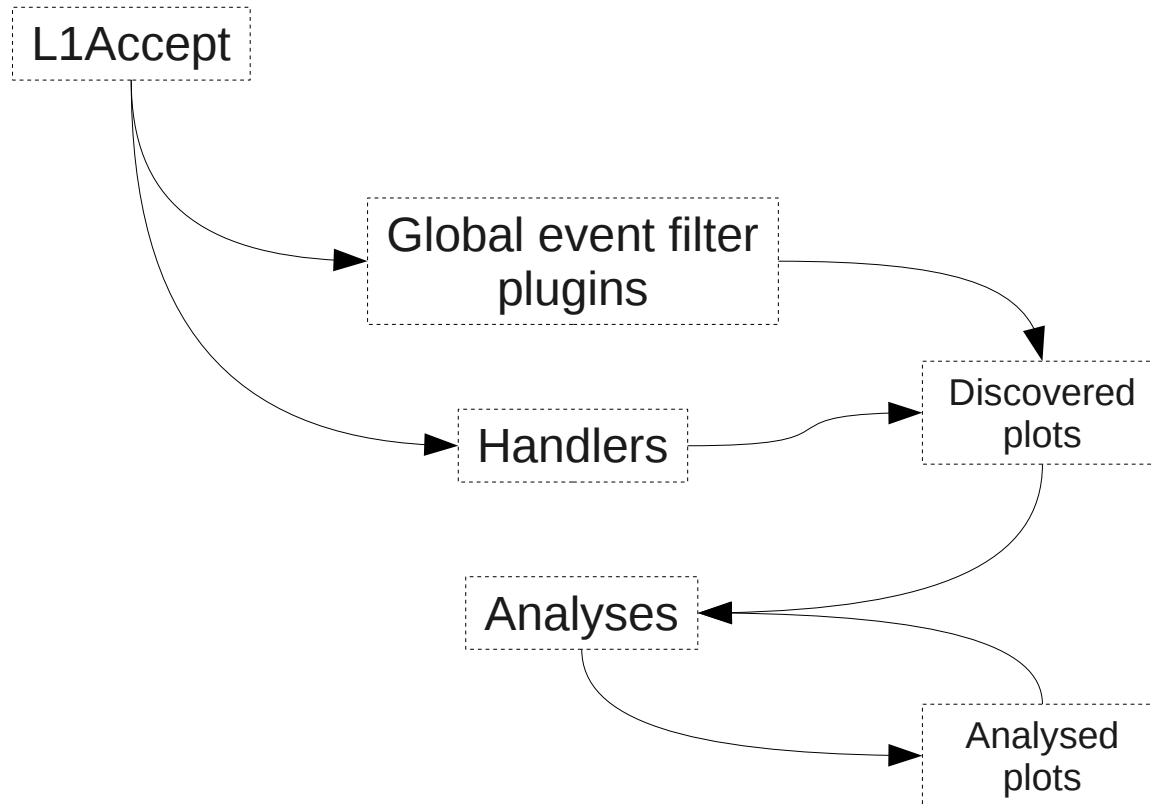 L1Accept
Global event filter
plugins
Discovered
plots
Handlers
Analyses
Analysed
plots